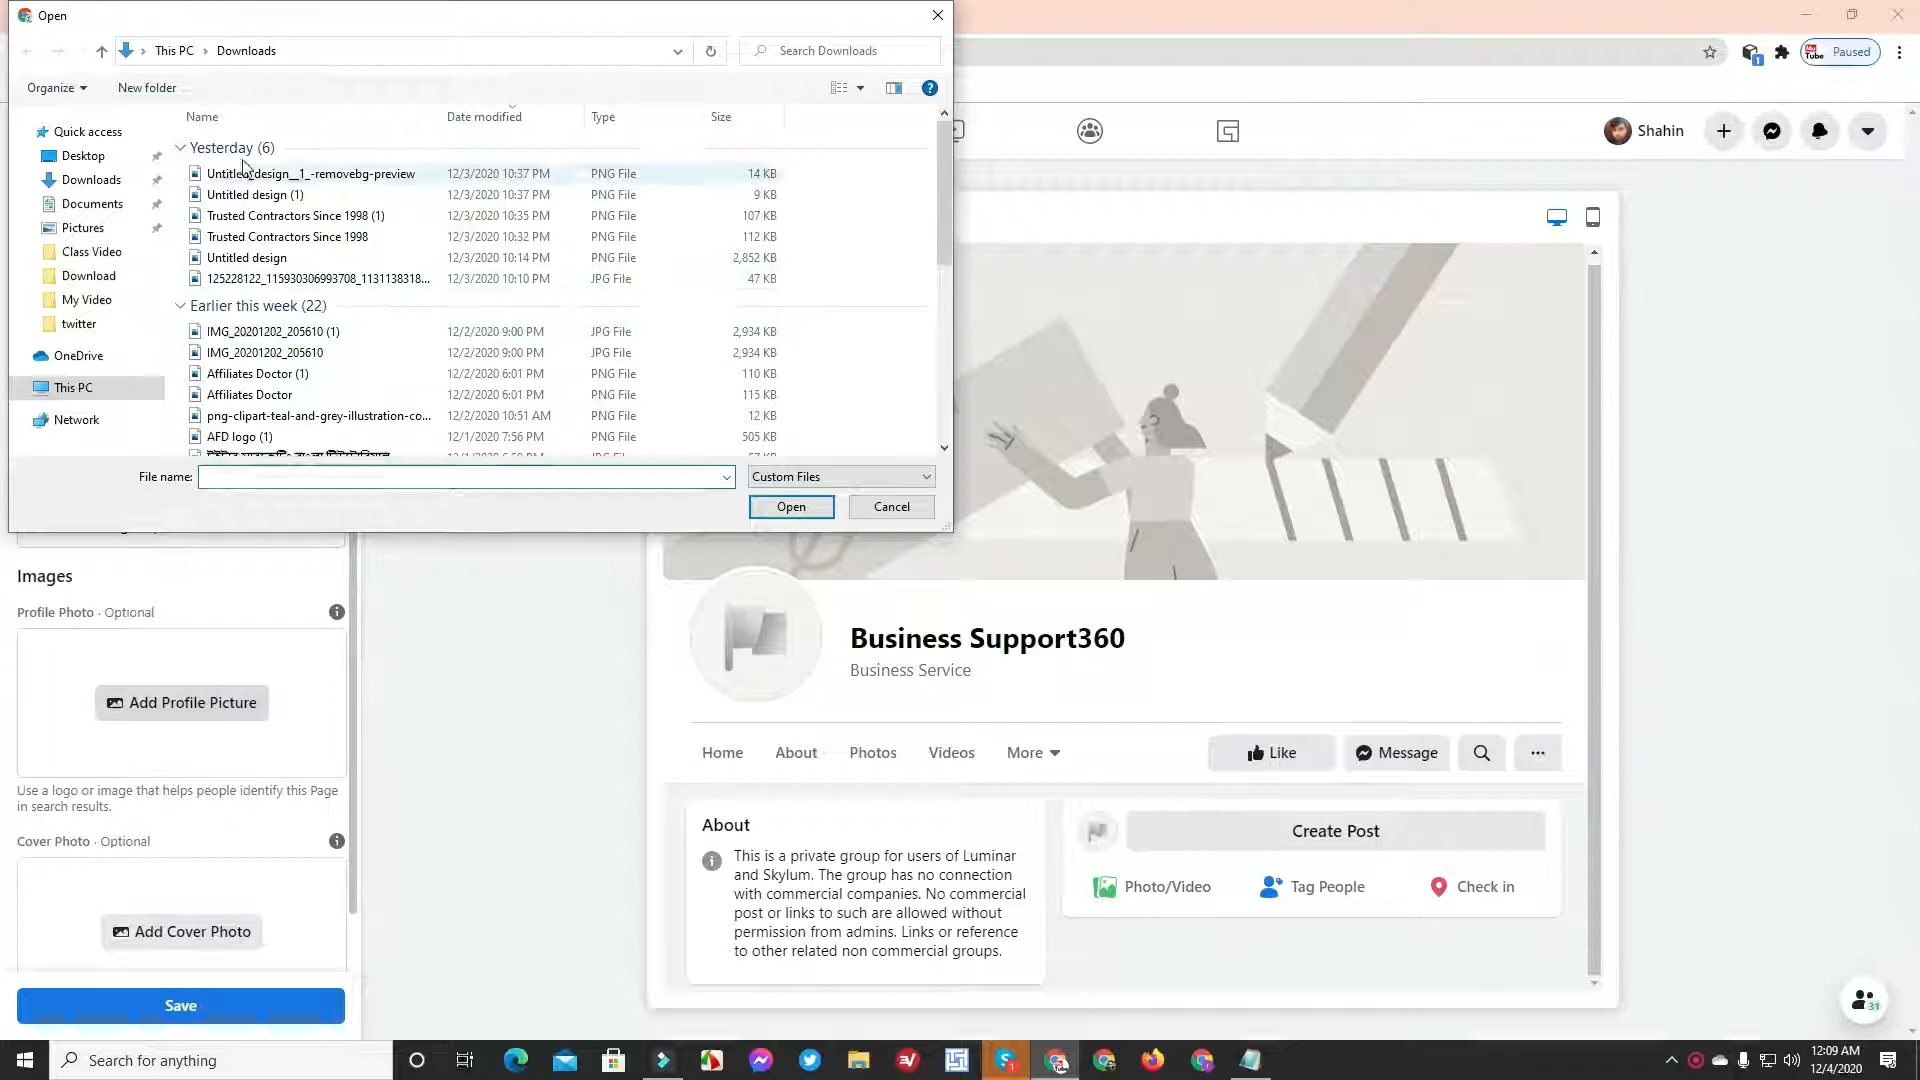 Open
This PC
Downloads
Search Downloads
Paused
Organize
New folder
Name
Date modified
Type
Size
Shahin
Quick access
Desktop
Downloads
Documents
Pictures
Class Video
Download
My Video
twitter
OneDrive
This PC
Network
Yesterday (6)
Untitled design__1_-removebg-preview 12/3/2020 10:37 PM PNG File 14 KB
Untitled design (1) 12/3/2020 10:37 PM PNG File 9 KB
Trusted Contractors Since 1998 (1) 12/3/2020 10:35 PM PNG File 107 KB
Trusted Contractors Since 1998 12/3/2020 10:32 PM PNG File 112 KB
Untitled design 12/3/2020 10:14 PM PNG File 2,852 KB
125228122_115930306993708_1131138318... 12/3/2020 10:10 PM JPG File 47 KB
Earlier this week (22)
IMG_20201202_205610 (1) 12/2/2020 9:00 PM JPG File 2,934 KB
IMG_20201202_205610 12/2/2020 9:00 PM JPG File 2,934 KB
Affiliates Doctor (1) 12/2/2020 6:01 PM PNG File 110 KB
Affiliates Doctor 12/2/2020 6:01 PM PNG File 115 KB
png-clipart-teal-and-grey-illustration-co... 12/2/2020 10:51 AM PNG File 12 KB
AFD logo (1) 12/1/2020 7:56 PM PNG File 505 KB
File name:
Custom Files
Open
Cancel
Images
Profile Photo · Optional
Add Profile Picture
Use a logo or image that helps people identify this Page
in search results.
Cover Photo · Optional
Add Cover Photo
Save
Business Support360
Business Service
Home
About
Photos
Videos
More
Like
Message
About
This is a private group for users of Luminar
and Skylum. The group has no connection
with commercial companies. No commercial
post or links to such are allowed without
permission from admins. Links or reference
to other related non commercial groups.
Create Post
Photo/Video
Tag People
Check in
31
Search for anything
12:09 AM
12/4/2020